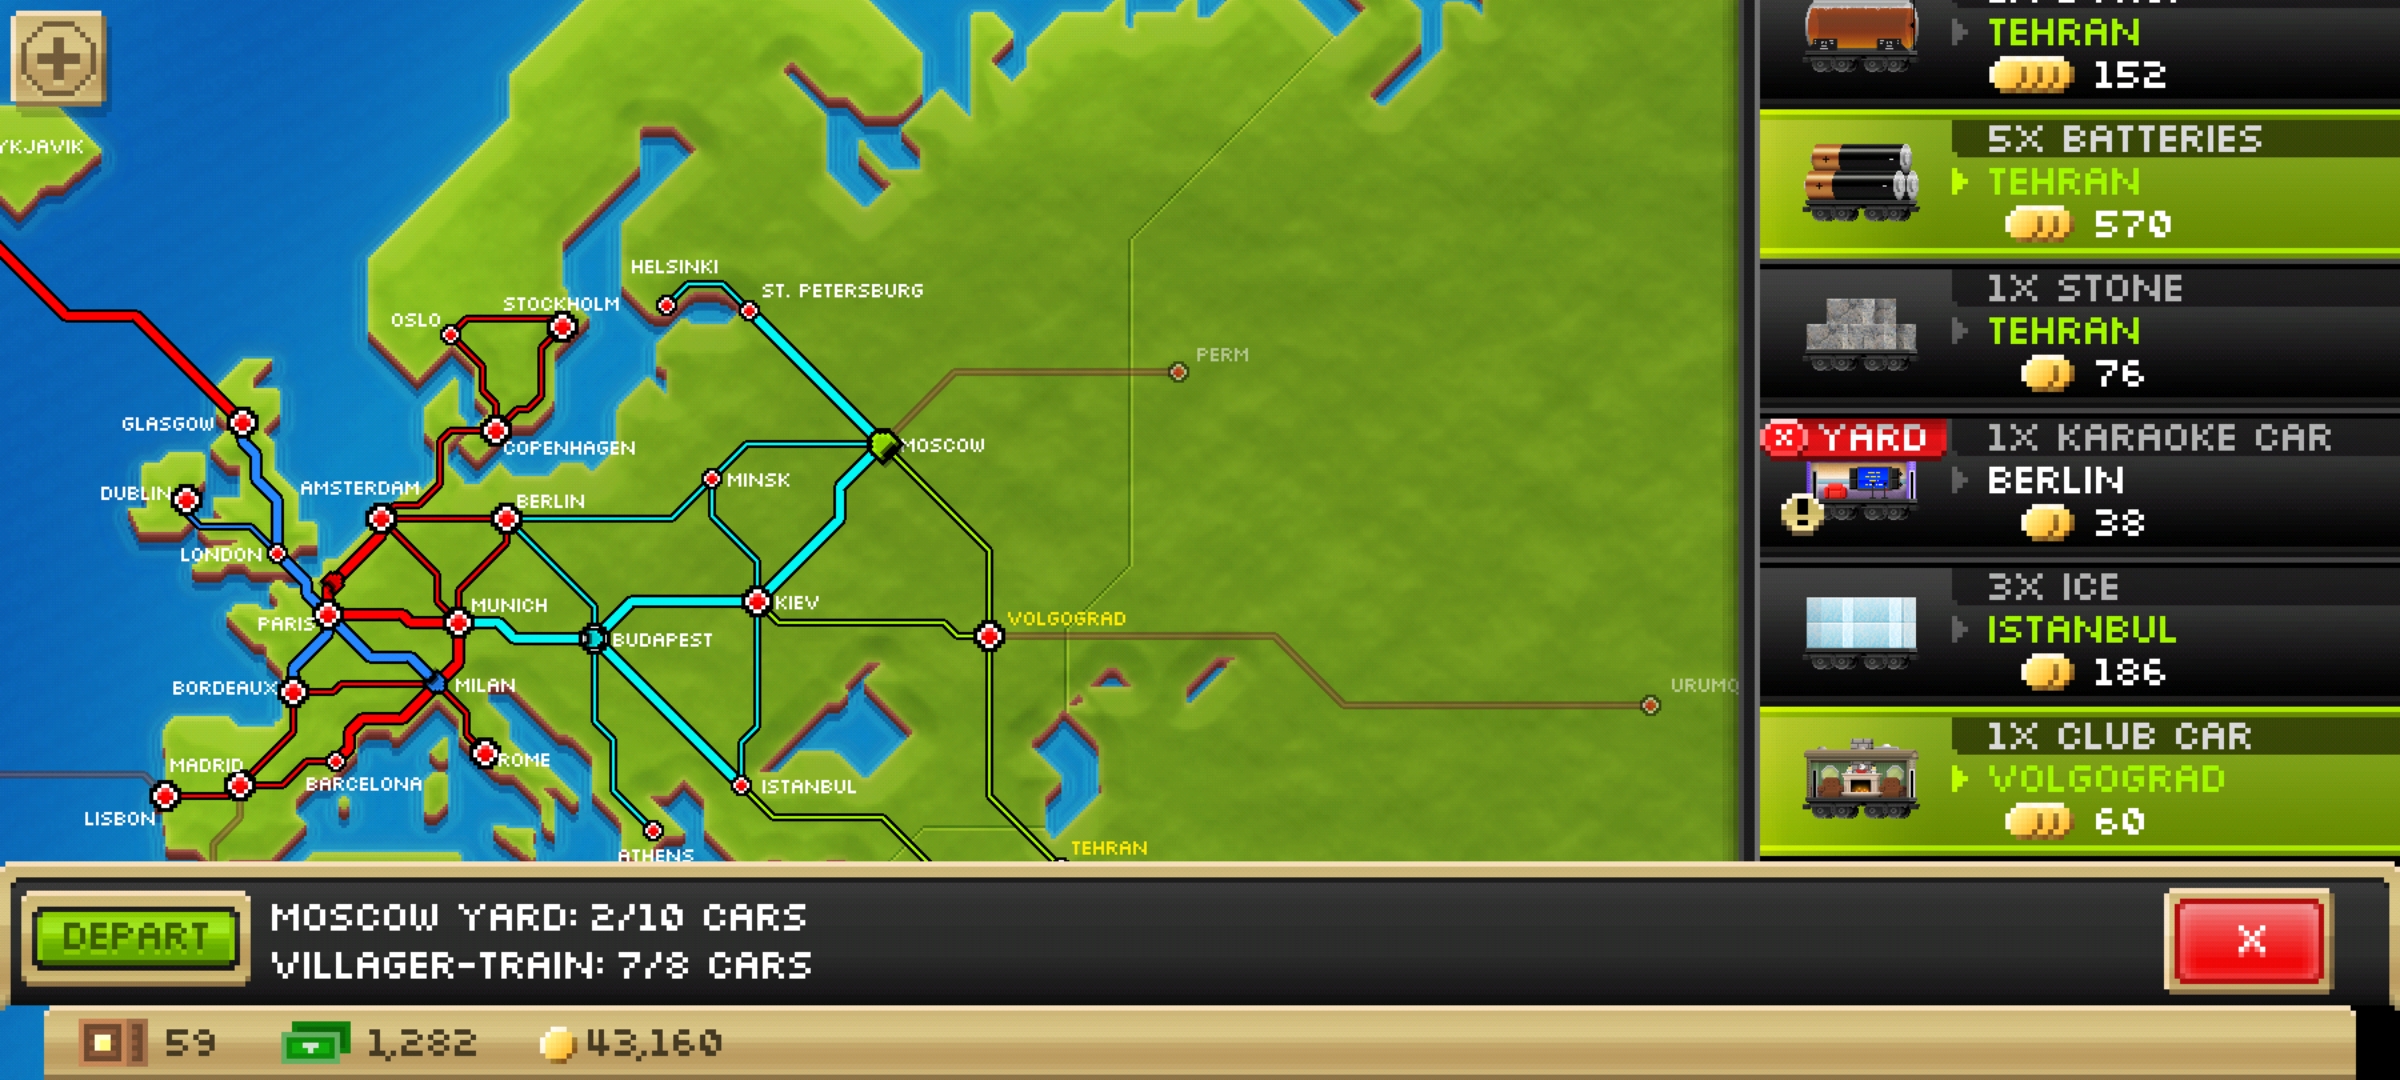 YKJAVIK
HELSINKI
ST. PETERSBURG
STOCKHOLM
OSLO
PERM
GLASGOW
COPENHAGEN
MOSCOW
MINSK
DUBLIN
AMSTERDAM
BERLIN
LONDON
MUNICH
KIEV
PARIS
VOLGOGRAD
BUDAPEST
BORDEAUX
MILAN
URUMQ
MADRID
ROME
BARCELONA
ISTANBUL
LISBON
ATHENS
TEHRAN
TEHRAN
152
5X BATTERIES
TEHRAN
570
1X STONE
TEHRAN
76
YARD
1X KARAOKE CAR
BERLIN
38
3X ICE
ISTANBUL
186
1X CLUB CAR
VOLGOGRAD
60
DEPART
MOSCOW YARD: 2/10 CARS
VILLAGER-TRAIN: 7/8 CARS
X
59
1,282
43,160